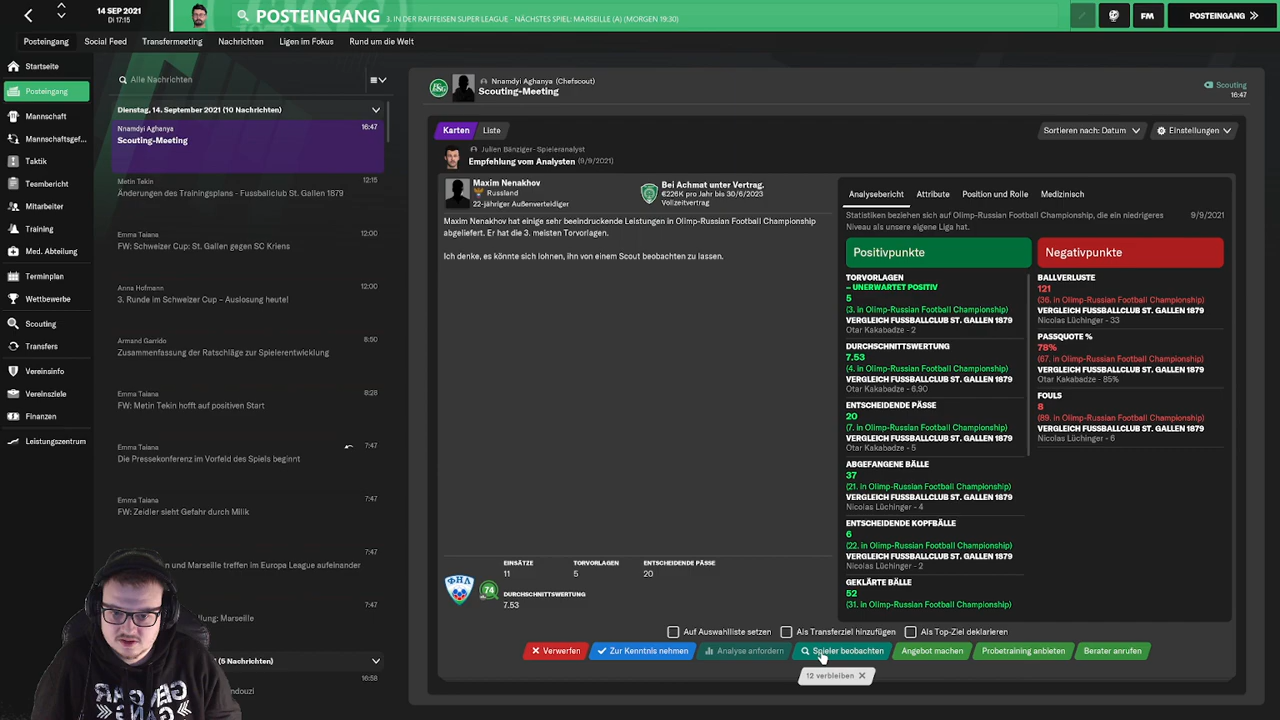 14 SEP 2021
DI 17:15
POSTEINGANG
3. IN DER RAIFFEISEN SUPER LEAGUE - NÄCHSTES SPIEL: MARSEILLE (A) (MORGEN 19:30)
FM
POSTEINGANG
Posteingang
Social Feed
Transfermeeting
Nachrichten
Ligen im Fokus
Rund um die Welt
Startseite
Posteingang
Mannschaft
Mannschaftsgef...
Taktik
Teambericht
Mitarbeiter
Training
Med. Abteilung
Terminplan
Wettbewerbe
Scouting
Transfers
Vereinsinfo
Vereinsziele
Finanzen
Leistungszentrum
Alle Nachrichten
Dienstag, 14. September 2021 (10 Nachrichten)
Nnamdyi Aghanya
16:47
Scouting-Meeting
Metin Tekin
12:15
Änderungen des Trainingsplans - Fussballclub St. Gallen 1879
Emma Taiana
12:00
FW: Schweizer Cup: St. Gallen gegen SC Kriens
Anna Hofmann
12:00
3. Runde im Schweizer Cup – Auslosung heute!
Armand Garrido
8:50
Zusammenfassung der Ratschläge zur Spielerentwicklung
Emma Taiana
8:28
FW: Metin Tekin hofft auf positiven Start
Emma Taiana
7:47
Die Pressekonferenz im Vorfeld des Spiels beginnt
Emma Taiana
7:47
FW: Zeidler sieht Gefahr durch Milik
7:47
und Marseille treffen im Europa League aufeinander
7:47
llung: Marseille
(5 Nachrichten)
16:58
Nnamdyi Aghanya (Chefscout)
Scouting-Meeting
Scouting
16:47
Karten
Liste
Sortieren nach: Datum
Einstellungen
Julien Bänziger-Spieleranalyst
Empfehlung vom Analysten (9/9/2021)
Maxim Nenakhov
Russland
22-jähriger Außenverteidiger
Bei Achmat unter Vertrag.
€226K pro Jahr bis 30/6/2023
Vollzeitvertrag
Maxim Nenakhov hat einige sehr beeindruckende Leistungen in Olimp-Russian Football Championship
abgeliefert. Er hat die 3. meisten Torvorlagen.
Ich denke, es könnte sich lohnen, ihn von einem Scout beobachten zu lassen.
EINSÄTZE
11
TORVORLAGEN
5
ENTSCHEIDENDE PÄSSE
20
74
DURCHSCHNITTSWERTUNG
7.53
Analysebericht
Attribute
Position und Rolle
Medizinisch
Statistiken beziehen sich auf Olimp-Russian Football Championship, die ein niedrigeres
Niveau als unsere eigene Liga hat.
9/9/2021
Positivpunkte
TORVORLAGEN
– UNERWARTET POSITIV
5
(3. in Olimp-Russian Football Championship)
VERGLEICH FUSSBALLCLUB ST. GALLEN 1879
Otar Kakabadze - 2
DURCHSCHNITTSWERTUNG
7.53
(4. in Olimp-Russian Football Championship)
VERGLEICH FUSSBALLCLUB ST. GALLEN 1879
Otar Kakabadze - 6.90
ENTSCHEIDENDE PÄSSE
20
(7. in Olimp-Russian Football Championship)
VERGLEICH FUSSBALLCLUB ST. GALLEN 1879
Otar Kakabadze - 5
ABGEFANGENE BÄLLE
37
(21. in Olimp-Russian Football Championship)
VERGLEICH FUSSBALLCLUB ST. GALLEN 1879
Nicolas Lüchinger - 4
ENTSCHEIDENDE KOPFBÄLLE
6
(22. in Olimp-Russian Football Championship)
VERGLEICH FUSSBALLCLUB ST. GALLEN 1879
Nicolas Lüchinger - 2
GEKLÄRTE BÄLLE
52
(31. in Olimp-Russian Football Championship)
Negativpunkte
BALLVERLUSTE
121
(36. in Olimp-Russian Football Championship)
VERGLEICH FUSSBALLCLUB ST. GALLEN 1879
Nicolas Lüchinger - 33
PASSQUOTE %
78%
(67. in Olimp-Russian Football Championship)
VERGLEICH FUSSBALLCLUB ST. GALLEN 1879
Otar Kakabadze - 85%
FOULS
8
(89. in Olimp-Russian Football Championship)
VERGLEICH FUSSBALLCLUB ST. GALLEN 1879
Nicolas Lüchinger - 6
Auf Auswahlliste setzen
Als Transferziel hinzufügen
Als Top-Ziel deklarieren
Verwerfen
Zur Kenntnis nehmen
Analyse anfordern
Spieler beobachten
Angebot machen
Probetraining anbieten
Berater anrufen
12 verbleiben